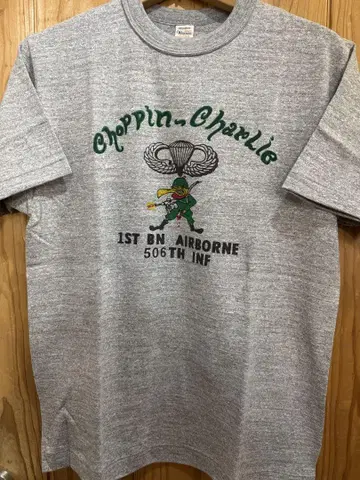 Choppin Charlie
1ST BN AIRBORNE
506TH INF